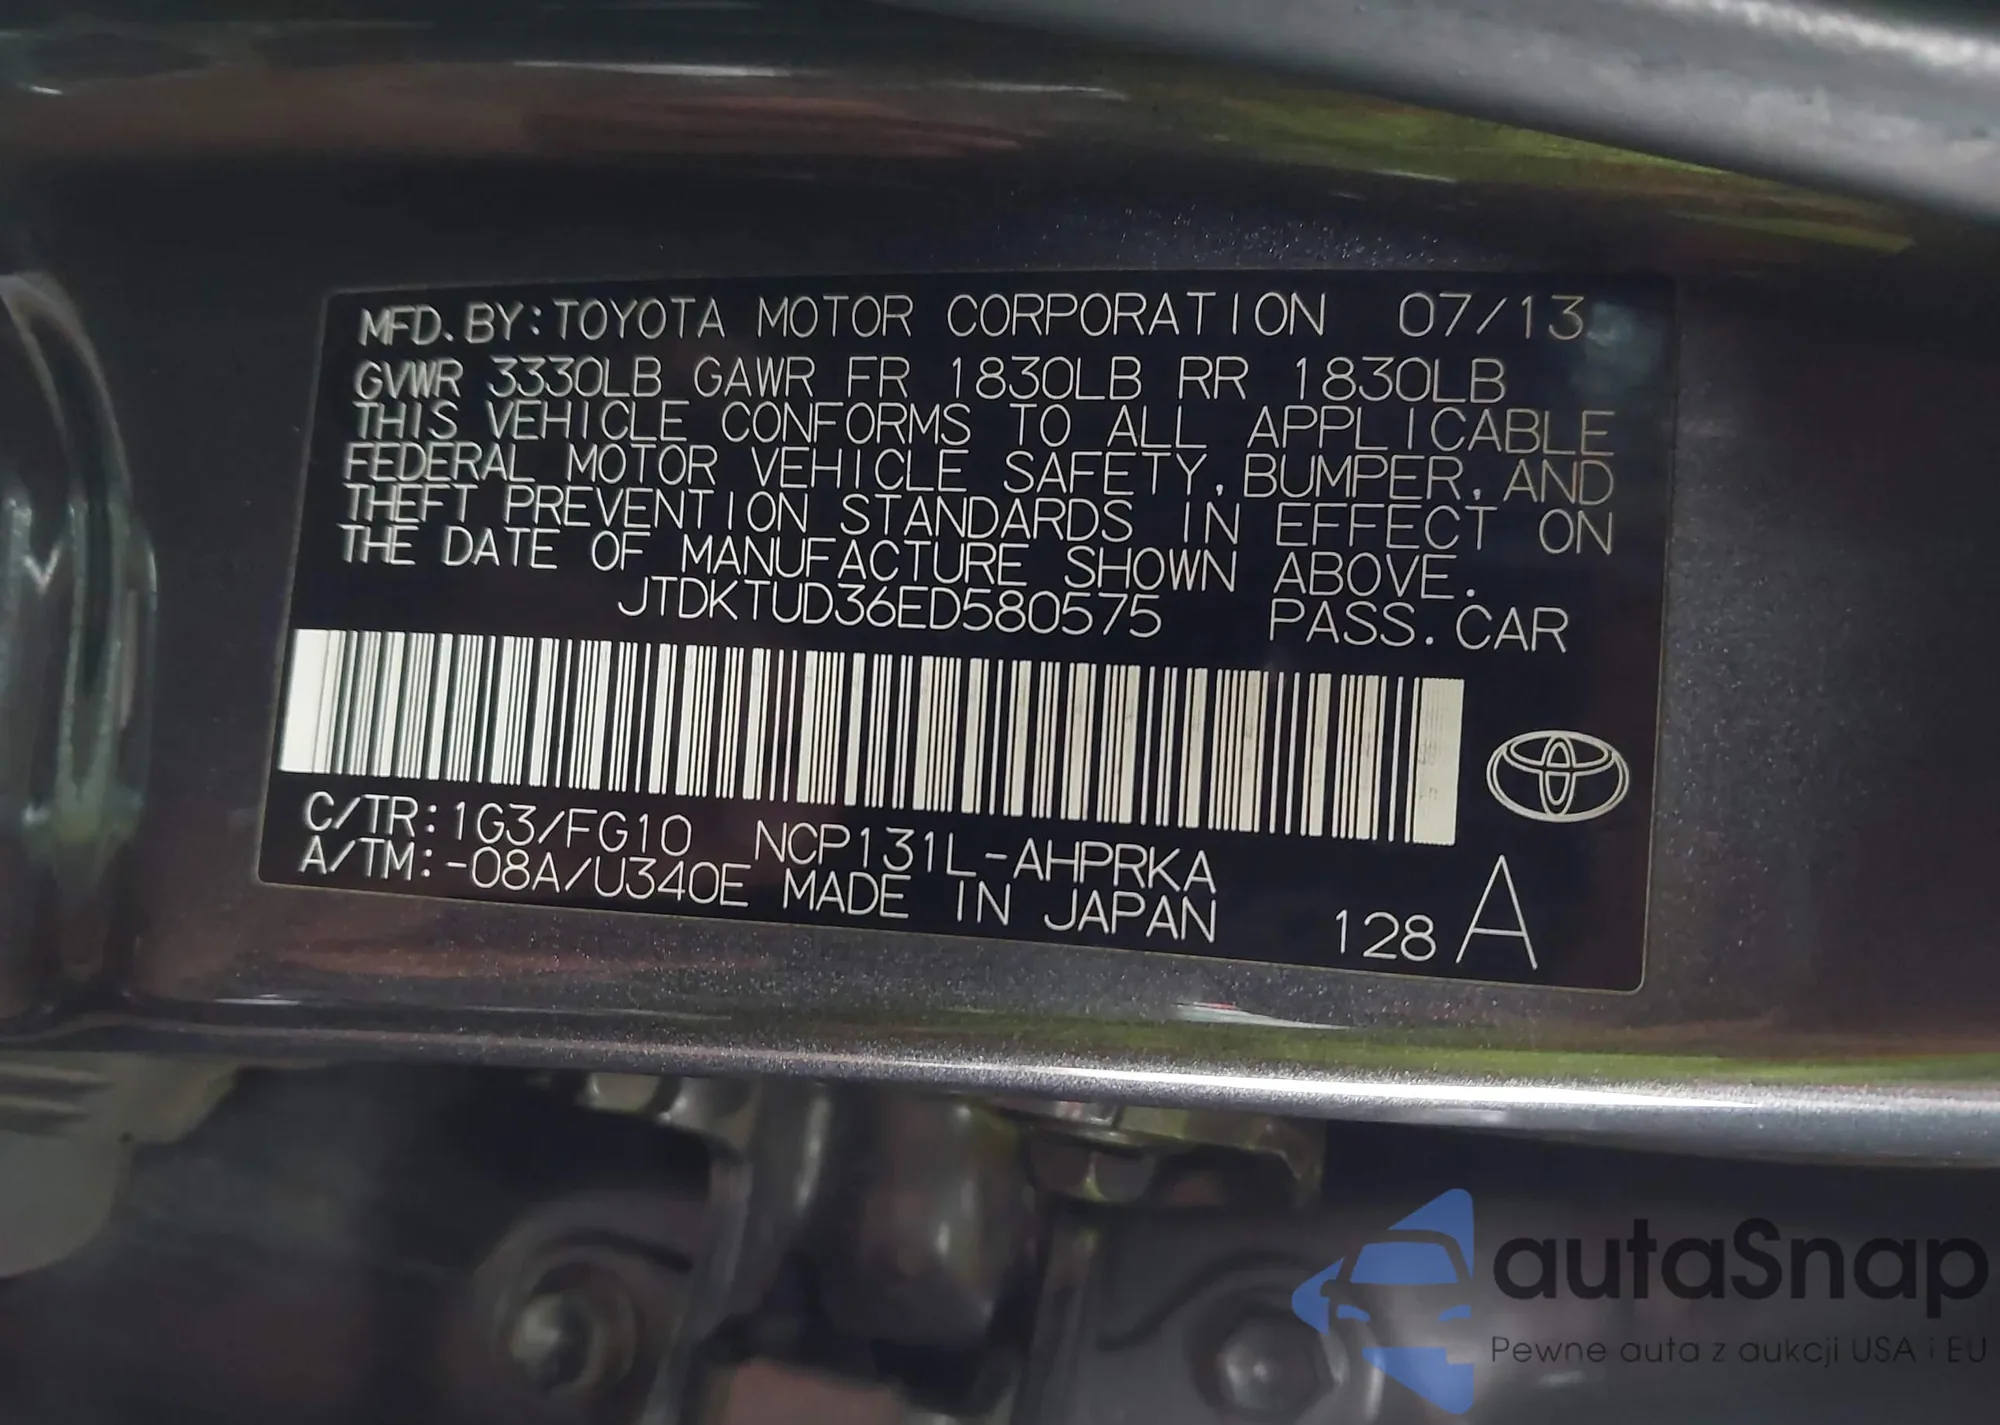 MFD. BY: TOYOTA MOTOR CORPORATION 07/13
GVWR 3330LB GAWR FR 1830LB RR 1830LB
THIS VEHICLE CONFORMS TO ALL APPLICABLE
FEDERAL MOTOR VEHICLE SAFETY, BUMPER, AND
THEFT PREVENTION STANDARDS IN EFFECT ON
THE DATE OF MANUFACTURE SHOWN ABOVE.
JTDKTUD36ED580575 PASS. CAR
C/TR: 1G3/FG10 NCP131L-AHPRKA
A/TM: -08A/U340E MADE IN JAPAN 128 A
autaSnap
Pewne auta z aukcji USA i EU